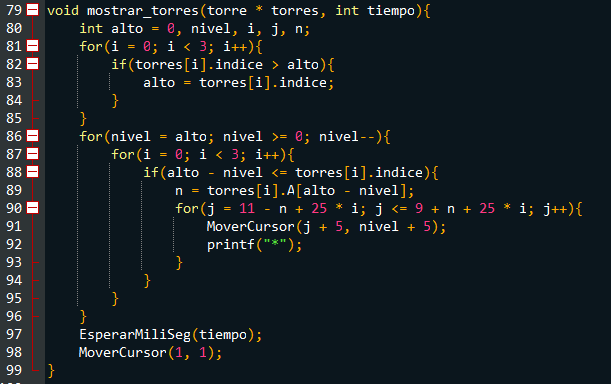 79 void mostrar_torres(torre * torres, int tiempo){
80     int alto = 0, nivel, i, j, n;
81     for(i = 0; i < 3; i++){
82         if(torres[i].indice > alto){
83             alto = torres[i].indice;
84         }
85     }
86     for(nivel = alto; nivel >= 0; nivel--){
87         for(i = 0; i < 3; i++){
88             if(alto - nivel <= torres[i].indice){
89                 n = torres[i].A[alto - nivel];
90                 for(j = 11 - n + 25 * i; j <= 9 + n + 25 * i; j++){
91                     MoverCursor(j + 5, nivel + 5);
92                     printf("*");
93                 }
94             }
95         }
96     }
97     EsperarMiliSeg(tiempo);
98     MoverCursor(1, 1);
99 }